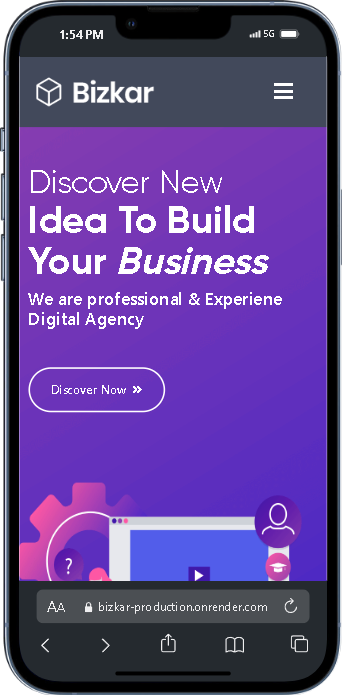 1:54 PM
5G
Bizkar
Discover New
Idea To Build
Your Business
We are professional & Experiene
Digital Agency
Discover Now »
?
AA bizkar-production.onrender.com